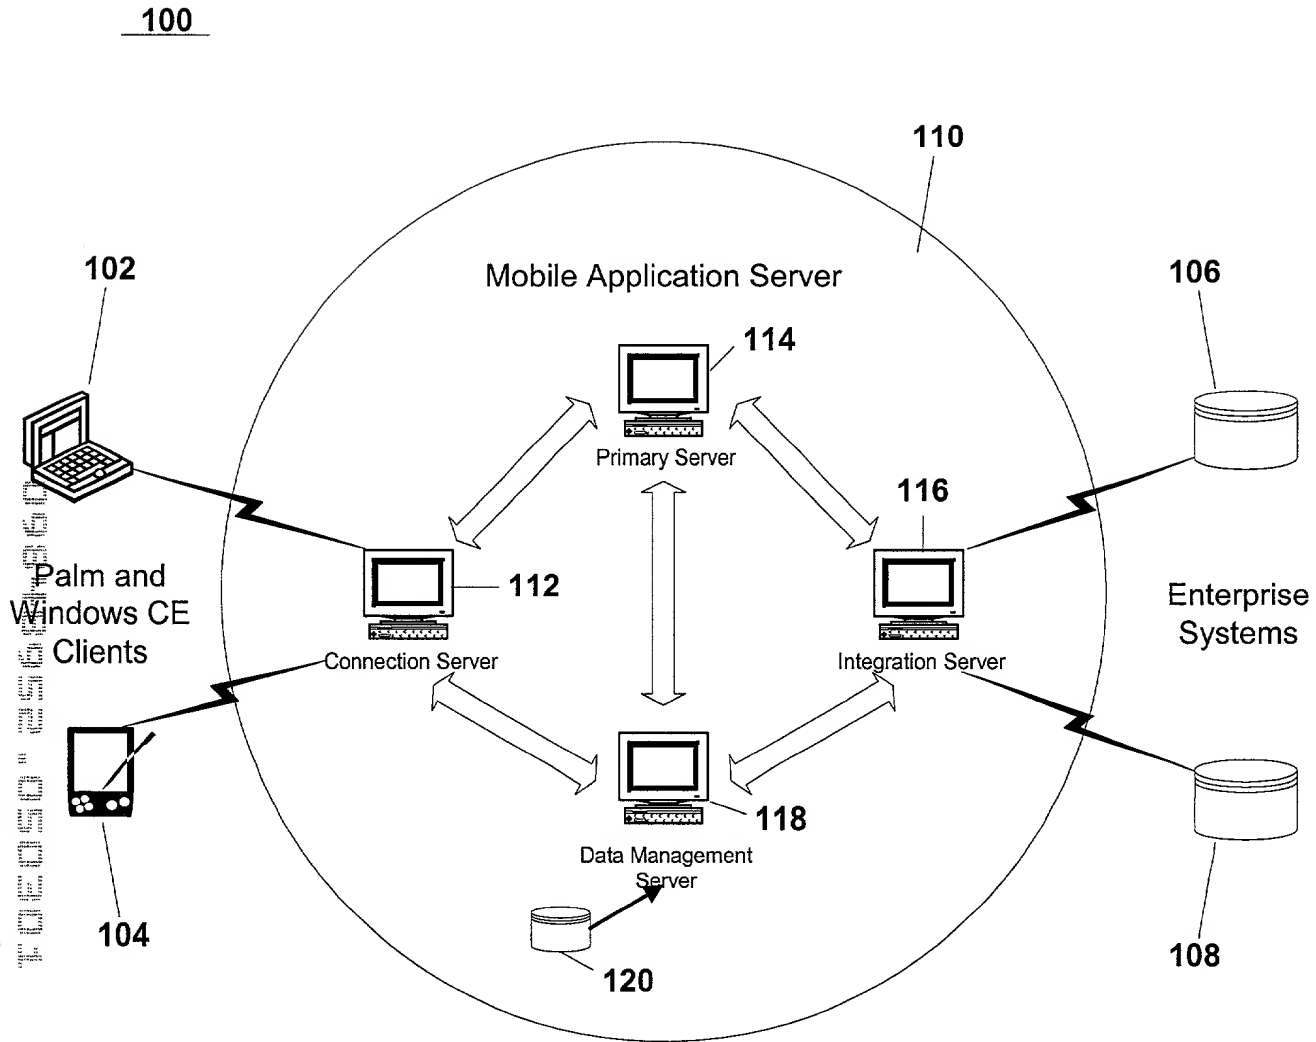 100
110
102
106
Mobile Application Server
114
Primary Server
116
112
Palm and
Windows CE
Clients
Enterprise
Systems
Connection Server
Integration Server
118
Data Management
Server
104
120
108